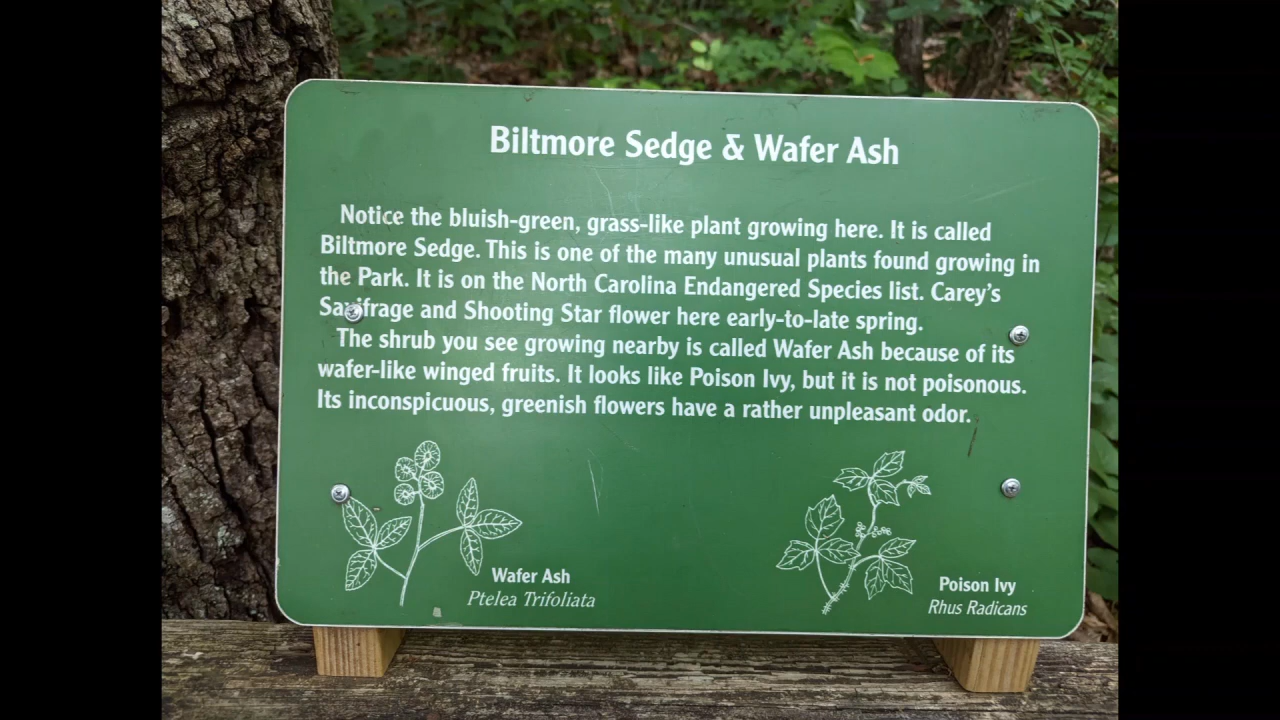 Biltmore Sedge & Wafer Ash
Notice the bluish-green, grass-like plant growing here. It is called
Biltmore Sedge. This is one of the many unusual plants found growing in
the Park. It is on the North Carolina Endangered Species list. Carey's
Saxifrage and Shooting Star flower here early-to-late spring.
The shrub you see growing nearby is called Wafer Ash because of its
wafer-like winged fruits. It looks like Poison Ivy, but it is not poisonous.
Its inconspicuous, greenish flowers have a rather unpleasant odor.
Wafer Ash
Ptelea Trifoliata
Poison Ivy
Rhus Radicans